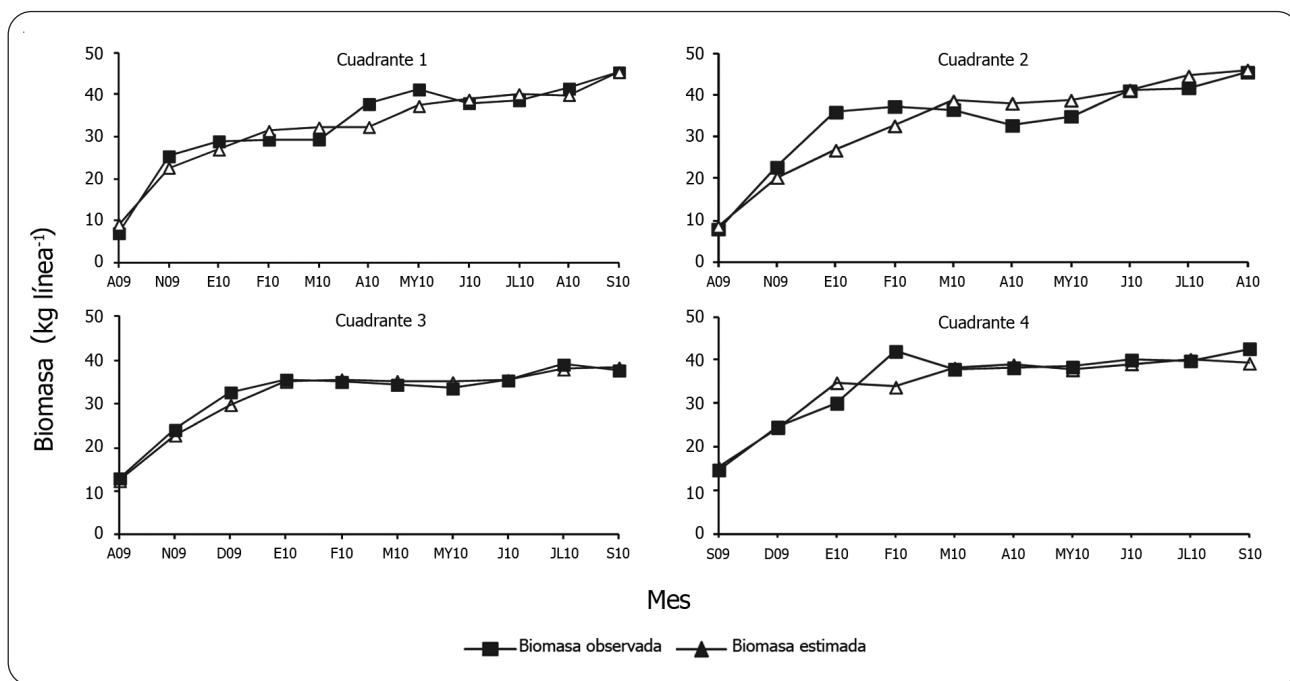 Cuadrante 1
50
40
30
20
10
0
A09 N09 E10 F10 M10 A10 MY10 J10 JL10 A10 S10
Cuadrante 2
50
40
30
20
10
0
A09 N09 E10 F10 M10 A10 MY10 J10 JL10 A10
Cuadrante 3
50
40
30
20
10
0
A09 N09 D09 E10 F10 M10 MY10 J10 JL10 S10
Cuadrante 4
50
40
30
20
10
0
S09 D09 E10 F10 M10 A10 MY10 J10 JL10 S10
Biomasa (kg línea⁻¹)
Mes
Biomasa observada Biomasa estimada